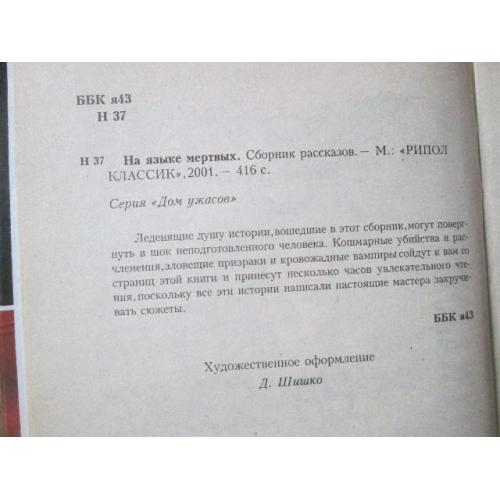 ББК я43
Н 37
Н 37 На языке мертвых. Сборник рассказов. — М.: «РИПОЛ
КЛАССИК», 2001. — 416 с.
Серия «Дом ужасов»
Леденящие душу истории, вошедшие в этот сборник, могут поверг-
нуть в шок неподготовленного человека. Кошмарные убийства и рас-
членения, зловещие призраки и кровожадные вампиры сойдут к вам со
страниц этой книги и принесут несколько часов увлекательного чте-
ния, поскольку все эти истории написали настоящие мастера закручи-
вать сюжеты.
ББК я43
Художественное оформление
Д. Шишко